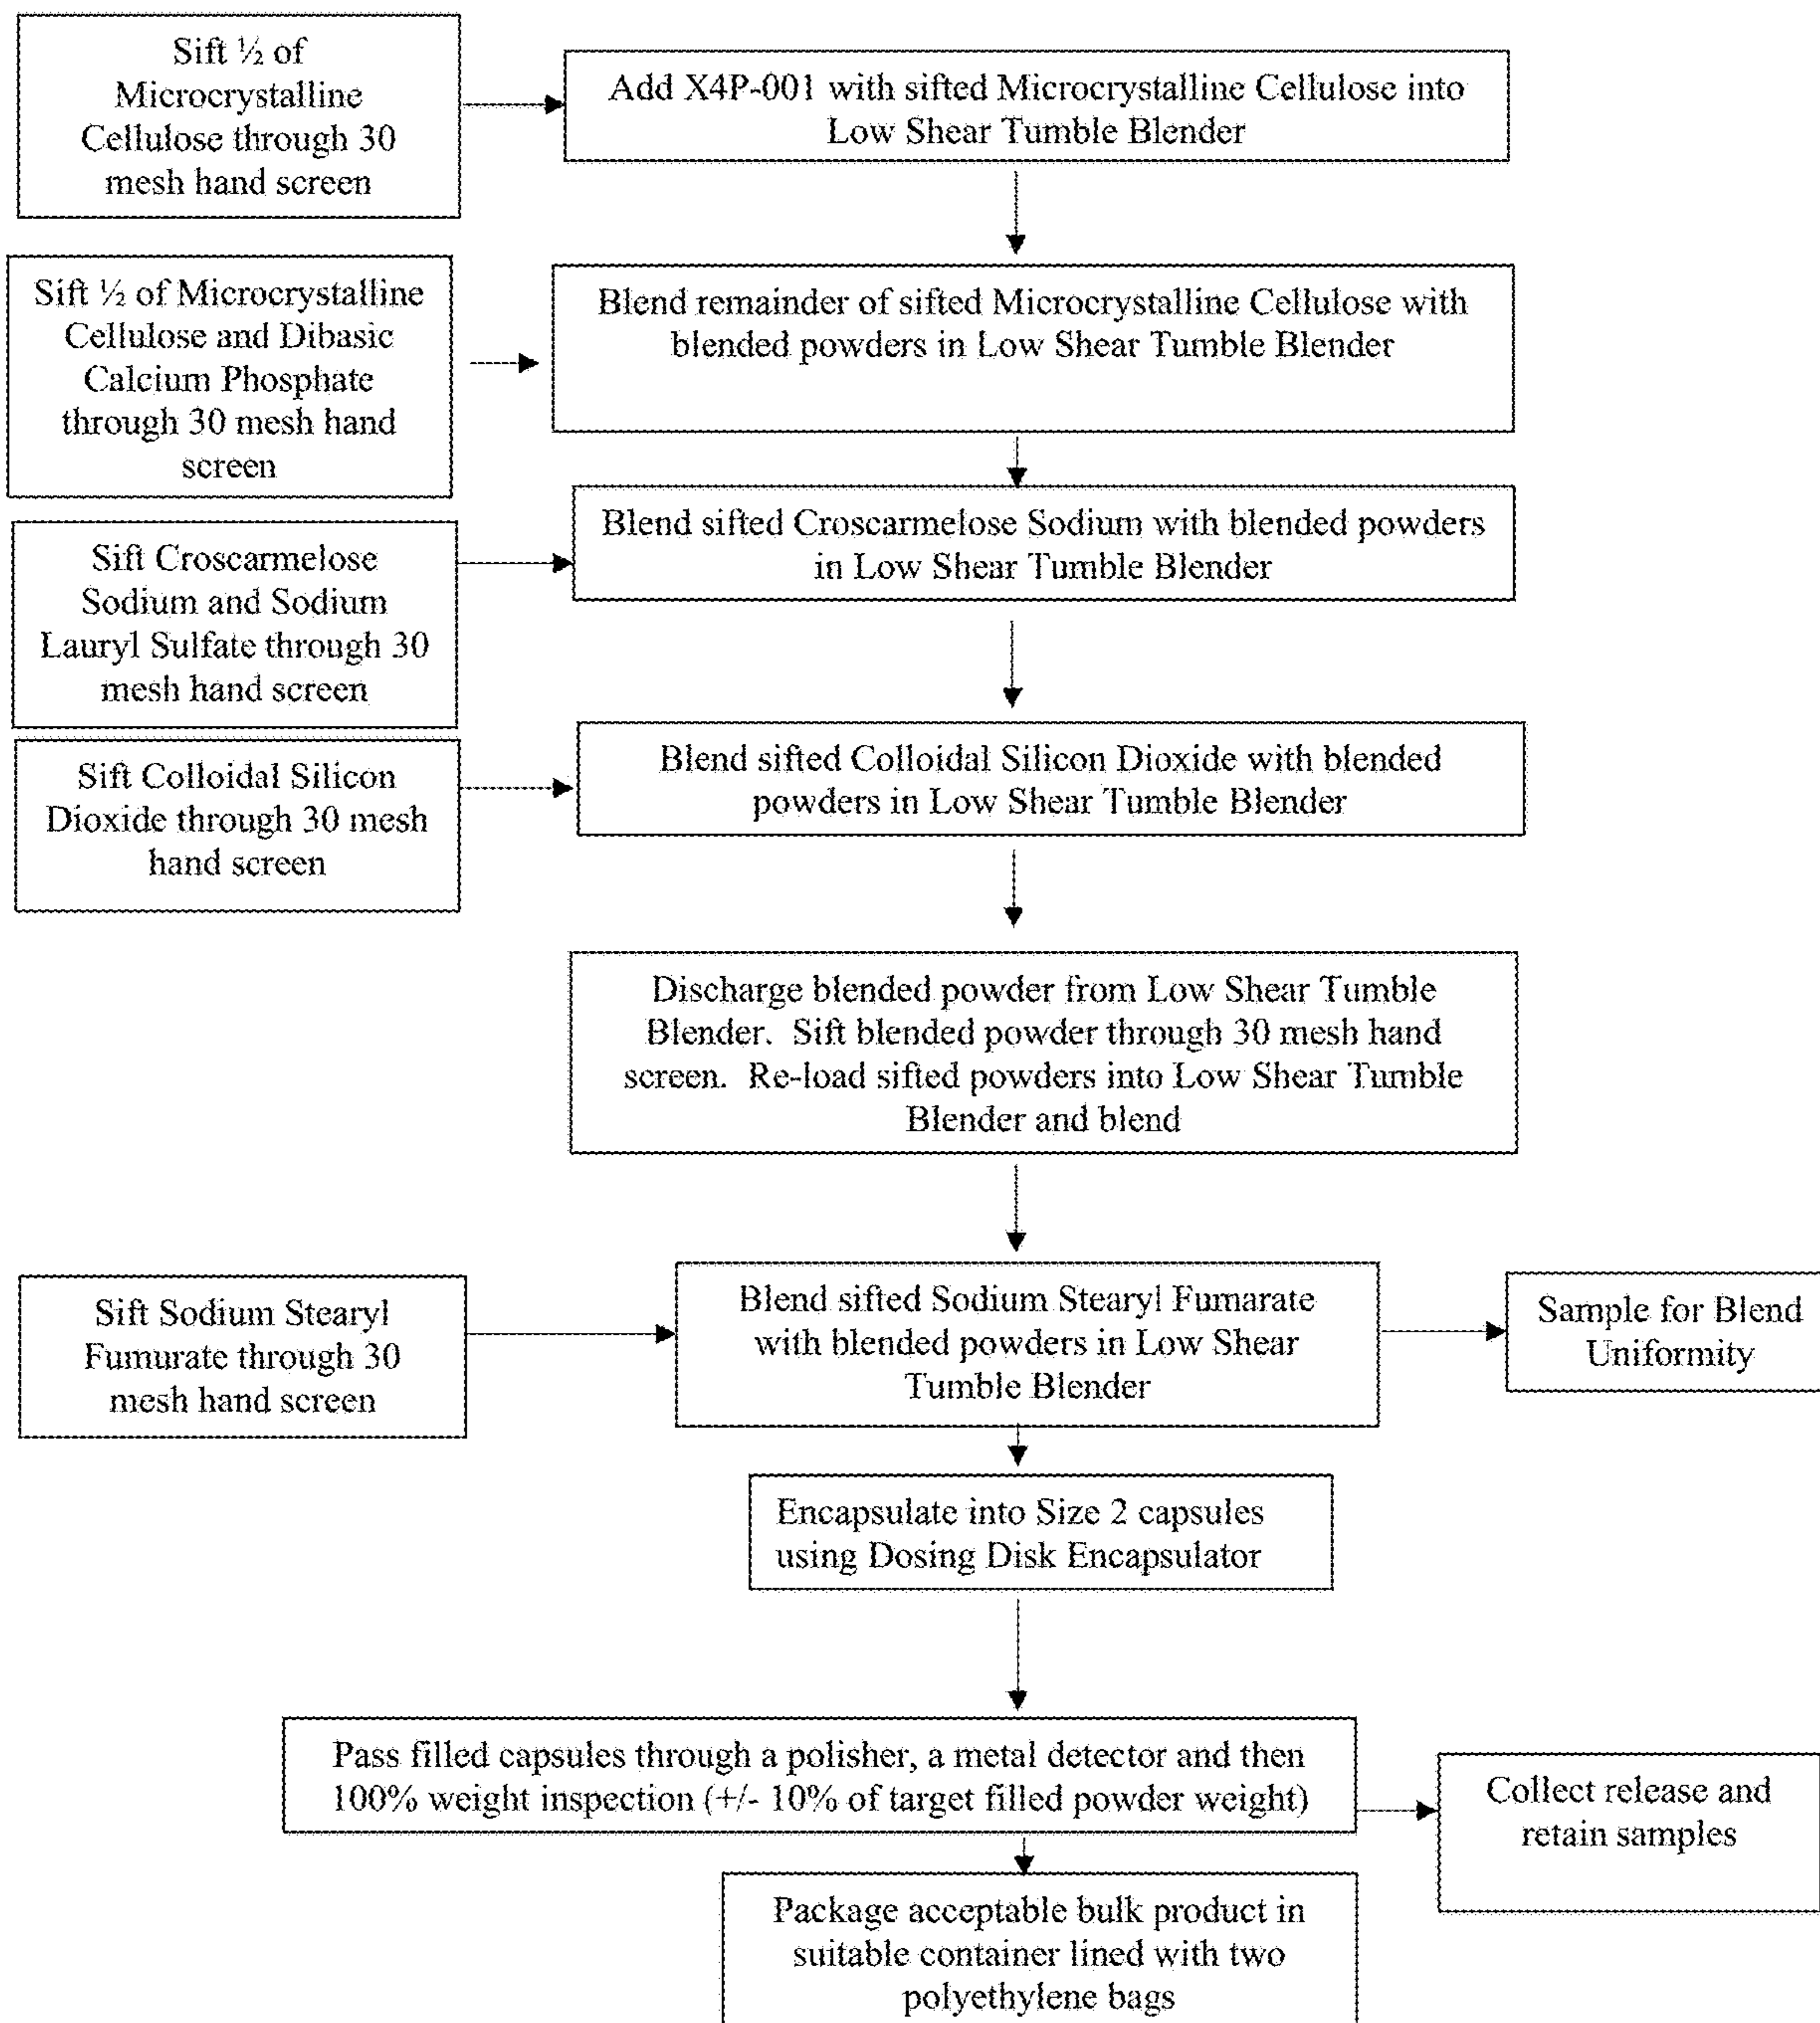 Sift ½ of
Microcrystalline
Cellulose through 30
mesh hand screen
Add X4P-001 with sifted Microcrystalline Cellulose into
Low Shear Tumble Blender
Sift ½ of Microcrystalline
Cellulose and Dibasic
Calcium Phosphate
through 30 mesh hand
screen
Blend remainder of sifted Microcrystalline Cellulose with
blended powders in Low Shear Tumble Blender
Sift Croscarmelose
Sodium and Sodium
Lauryl Sulfate through 30
mesh hand screen
Blend sifted Croscarmelose Sodium with blended powders
in Low Shear Tumble Blender
Sift Colloidal Silicon
Dioxide through 30 mesh
hand screen
Blend sifted Colloidal Silicon Dioxide with blended
powders in Low Shear Tumble Blender
Discharge blended powder from Low Shear Tumble
Blender. Sift blended powder through 30 mesh hand
screen. Re-load sifted powders into Low Shear Tumble
Blender and blend
Sift Sodium Stearyl
Fumurate through 30
mesh hand screen
Blend sifted Sodium Stearyl Fumarate
with blended powders in Low Shear
Tumble Blender
Sample for Blend
Uniformity
Encapsulate into Size 2 capsules
using Dosing Disk Encapsulator
Pass filled capsules through a polisher, a metal detector and then
100% weight inspection (+/- 10% of target filled powder weight)
Collect release and
retain samples
Package acceptable bulk product in
suitable container lined with two
polyethylene bags